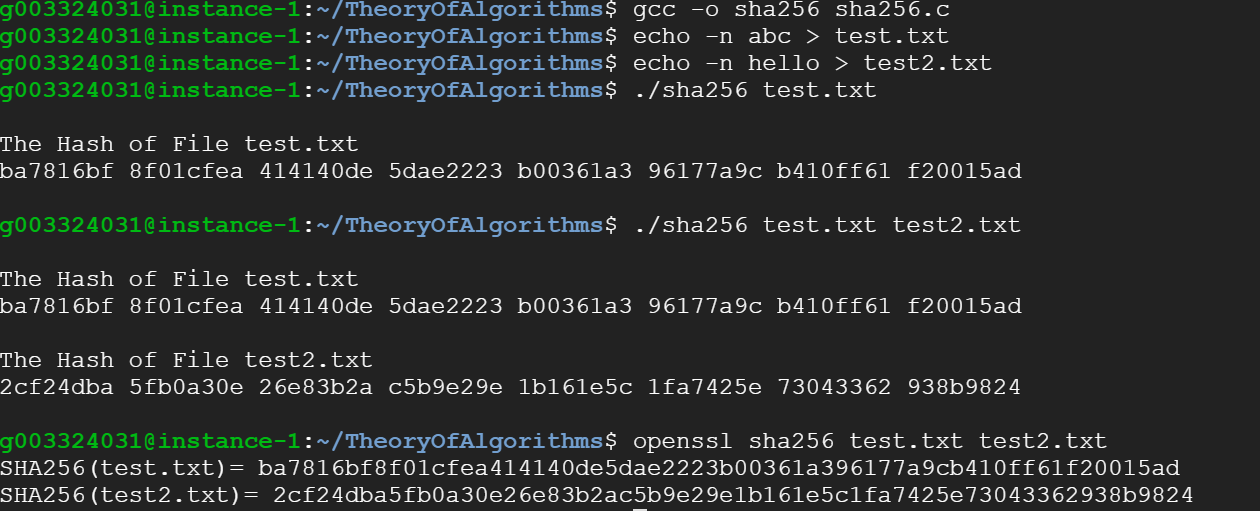 g003324031@instance-1:~/TheoryOfAlgorithms$ gcc -o sha256 sha256.c
g003324031@instance-1:~/TheoryOfAlgorithms$ echo -n abc > test.txt
g003324031@instance-1:~/TheoryOfAlgorithms$ echo -n hello > test2.txt
g003324031@instance-1:~/TheoryOfAlgorithms$ ./sha256 test.txt
The Hash of File test.txt
ba7816bf 8f01cfea 414140de 5dae2223 b00361a3 96177a9c b410ff61 f20015ad
g003324031@instance-1:~/TheoryOfAlgorithms$ ./sha256 test.txt test2.txt
The Hash of File test.txt
ba7816bf 8f01cfea 414140de 5dae2223 b00361a3 96177a9c b410ff61 f20015ad
The Hash of File test2.txt
2cf24dba 5fb0a30e 26e83b2a c5b9e29e 1b161e5c 1fa7425e 73043362 938b9824
g003324031@instance-1:~/TheoryOfAlgorithms$ openssl sha256 test.txt test2.txt
SHA256(test.txt)= ba7816bf8f01cfea414140de5dae2223b00361a396177a9cb410ff61f20015ad
SHA256(test2.txt)= 2cf24dba5fb0a30e26e83b2ac5b9e29e1b161e5c1fa7425e73043362938b9824